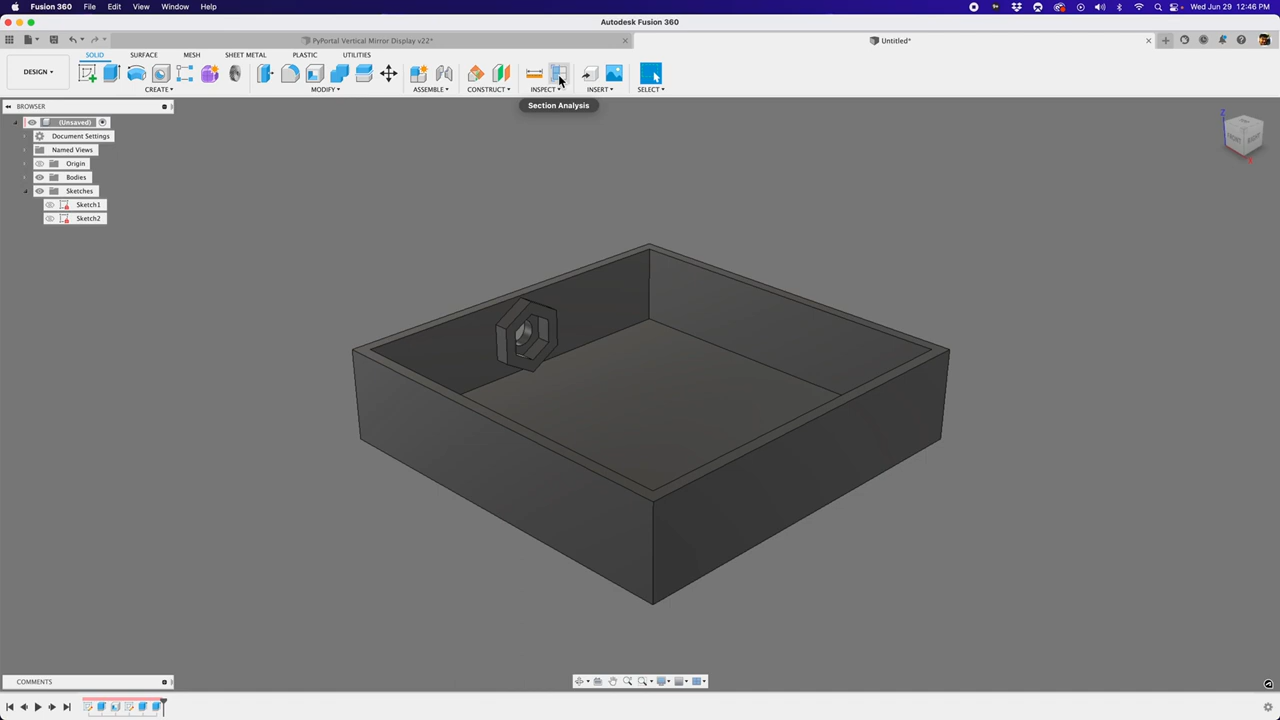 Fusion 360 File Edit View Window Help Wed Jun 29 12:46 PM
Autodesk Fusion 360
PyPortal Vertical Mirror Display v22* Untitled*
SOLID SURFACE MESH SHEET METAL PLASTIC UTILITIES
DESIGN
CREATE MODIFY ASSEMBLE CONSTRUCT INSPECT INSERT SELECT
BROWSER Section Analysis
(Unsaved)
Document Settings
Named Views
Origin
Bodies
Sketches
Sketch1
Sketch2
Z
FRONT RIGHT
X
COMMENTS